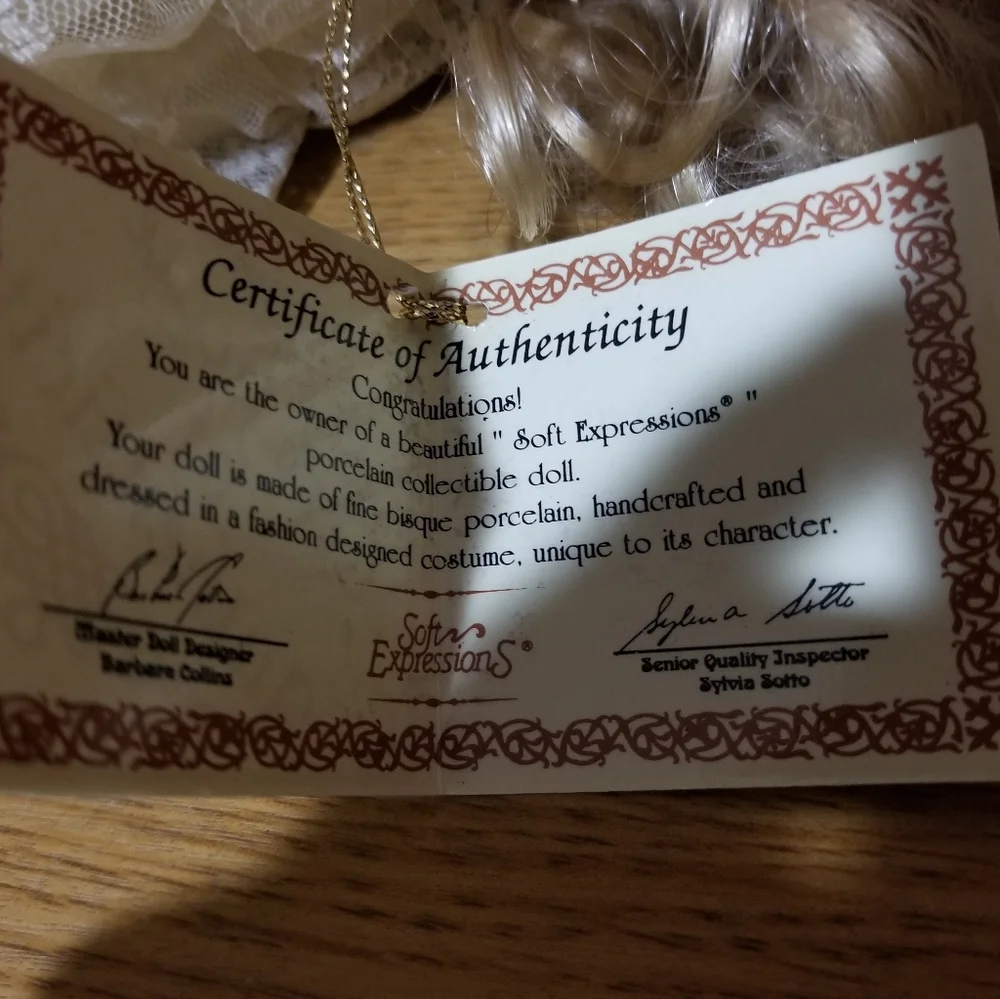 Certificate of Authenticity
Congratulations!
You are the owner of a beautiful " Soft Expressions® "
porcelain collectible doll.
Your doll is made of fine bisque porcelain, handcrafted and
dressed in a fashion designed costume, unique to its character.
Sylvia Sotto
Master Doll Designer
Barbara Collins
Soft
Expressions®
Senior Quality Inspector
Sylvia Sotto